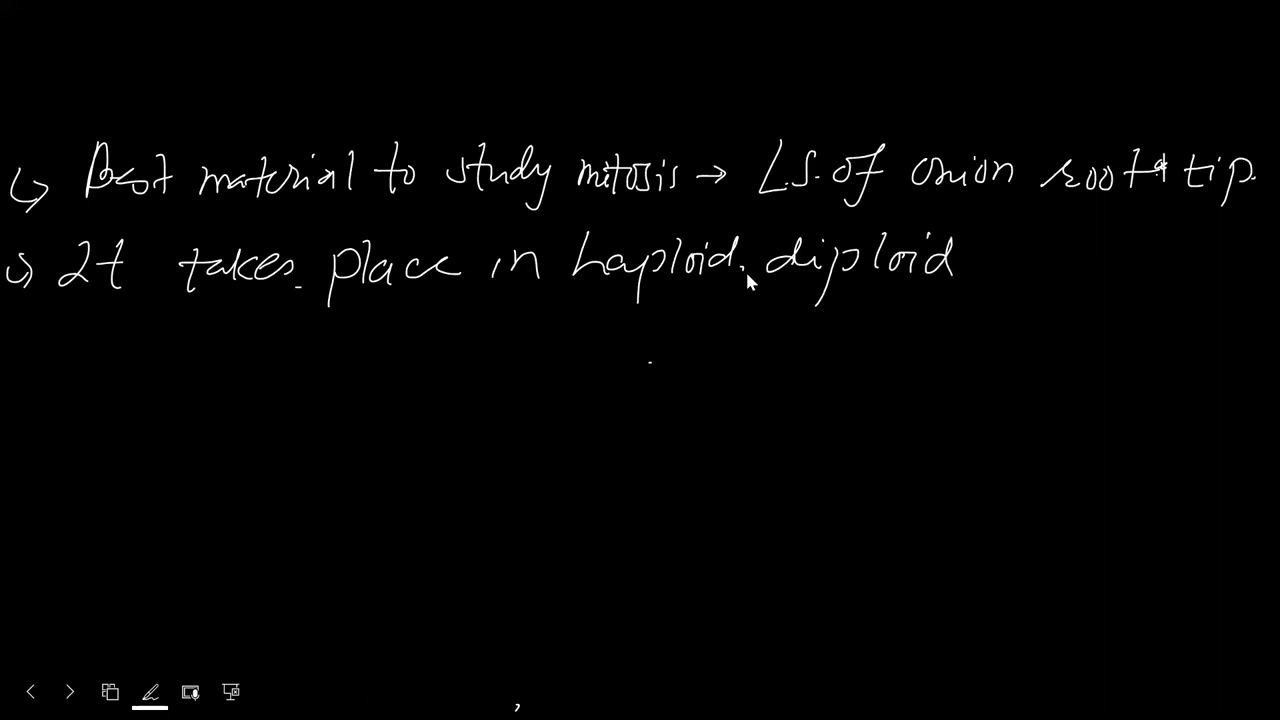 ↳ Best material to study mitosis → L.S. of onion root tip.
↳ It takes place in haploid, diploid